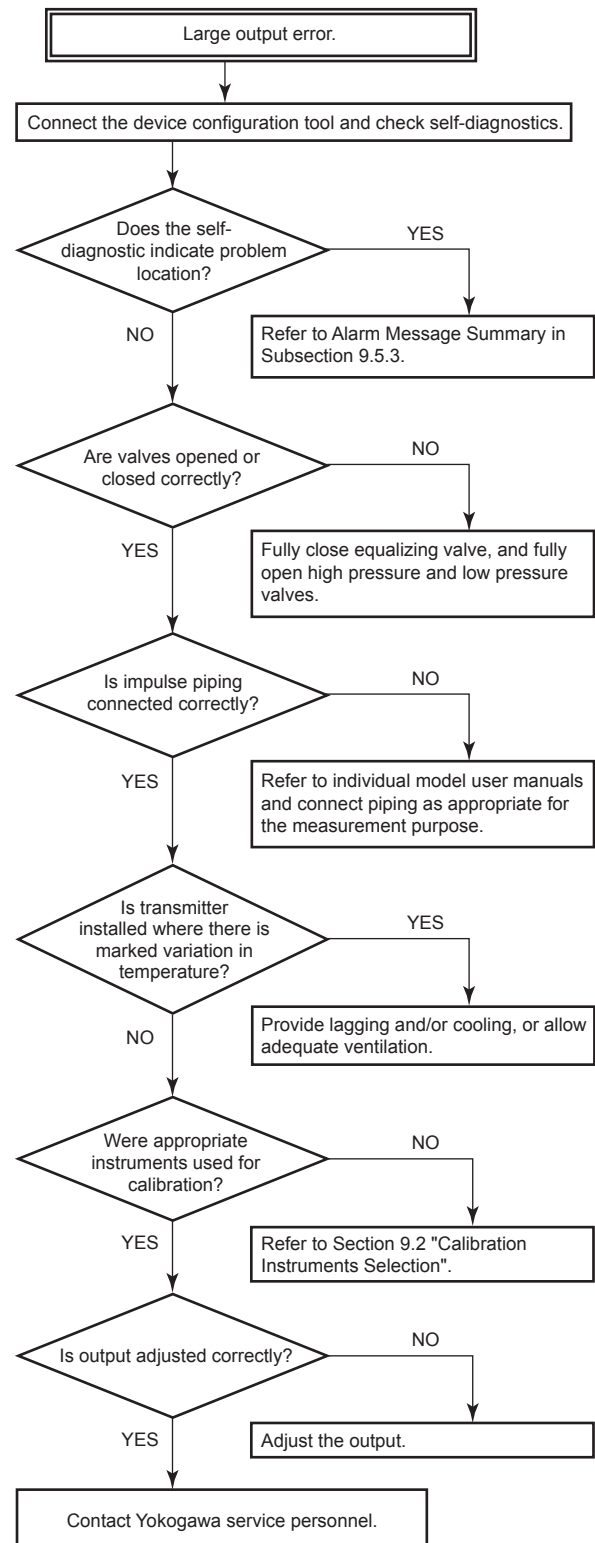 Large output error.
Connect the device configuration tool and check self-diagnostics.
Does the self-
diagnostic indicate problem
location?
YES
NO
Refer to Alarm Message Summary in
Subsection 9.5.3.
Are valves opened or
closed correctly?
NO
YES
Fully close equalizing valve, and fully
open high pressure and low pressure
valves.
Is impulse piping
connected correctly?
NO
YES
Refer to individual model user manuals
and connect piping as appropriate for
the measurement purpose.
Is transmitter
installed where there is
marked variation in
temperature?
YES
NO
Provide lagging and/or cooling, or allow
adequate ventilation.
Were appropriate
instruments used for
calibration?
NO
YES
Refer to Section 9.2 "Calibration
Instruments Selection".
Is output adjusted correctly?
NO
YES
Adjust the output.
Contact Yokogawa service personnel.